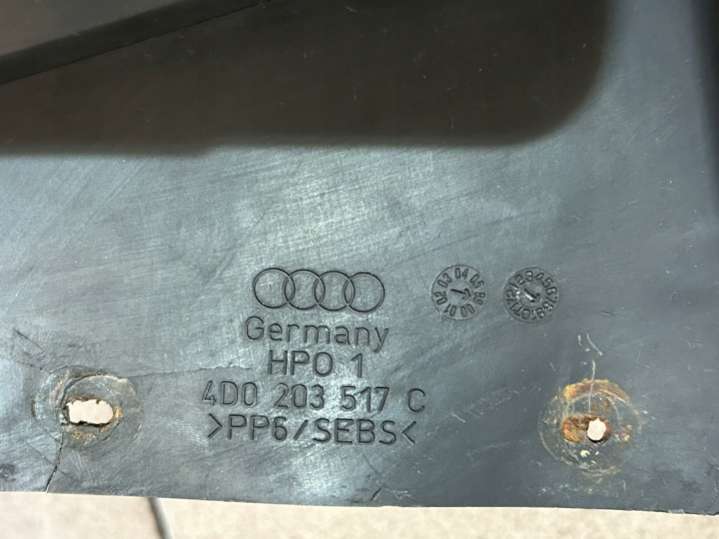 Germany
HPO 1
4D0 203 517 C
>PP6/SEBS<